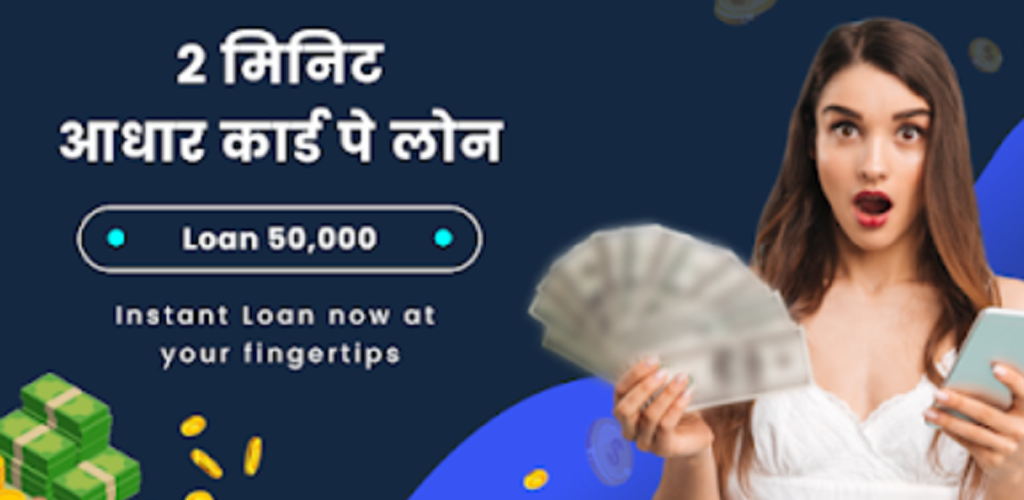 2 मिनिट
आधार कार्ड पे लोन
Loan 50,000
Instant Loan now at
your fingertips